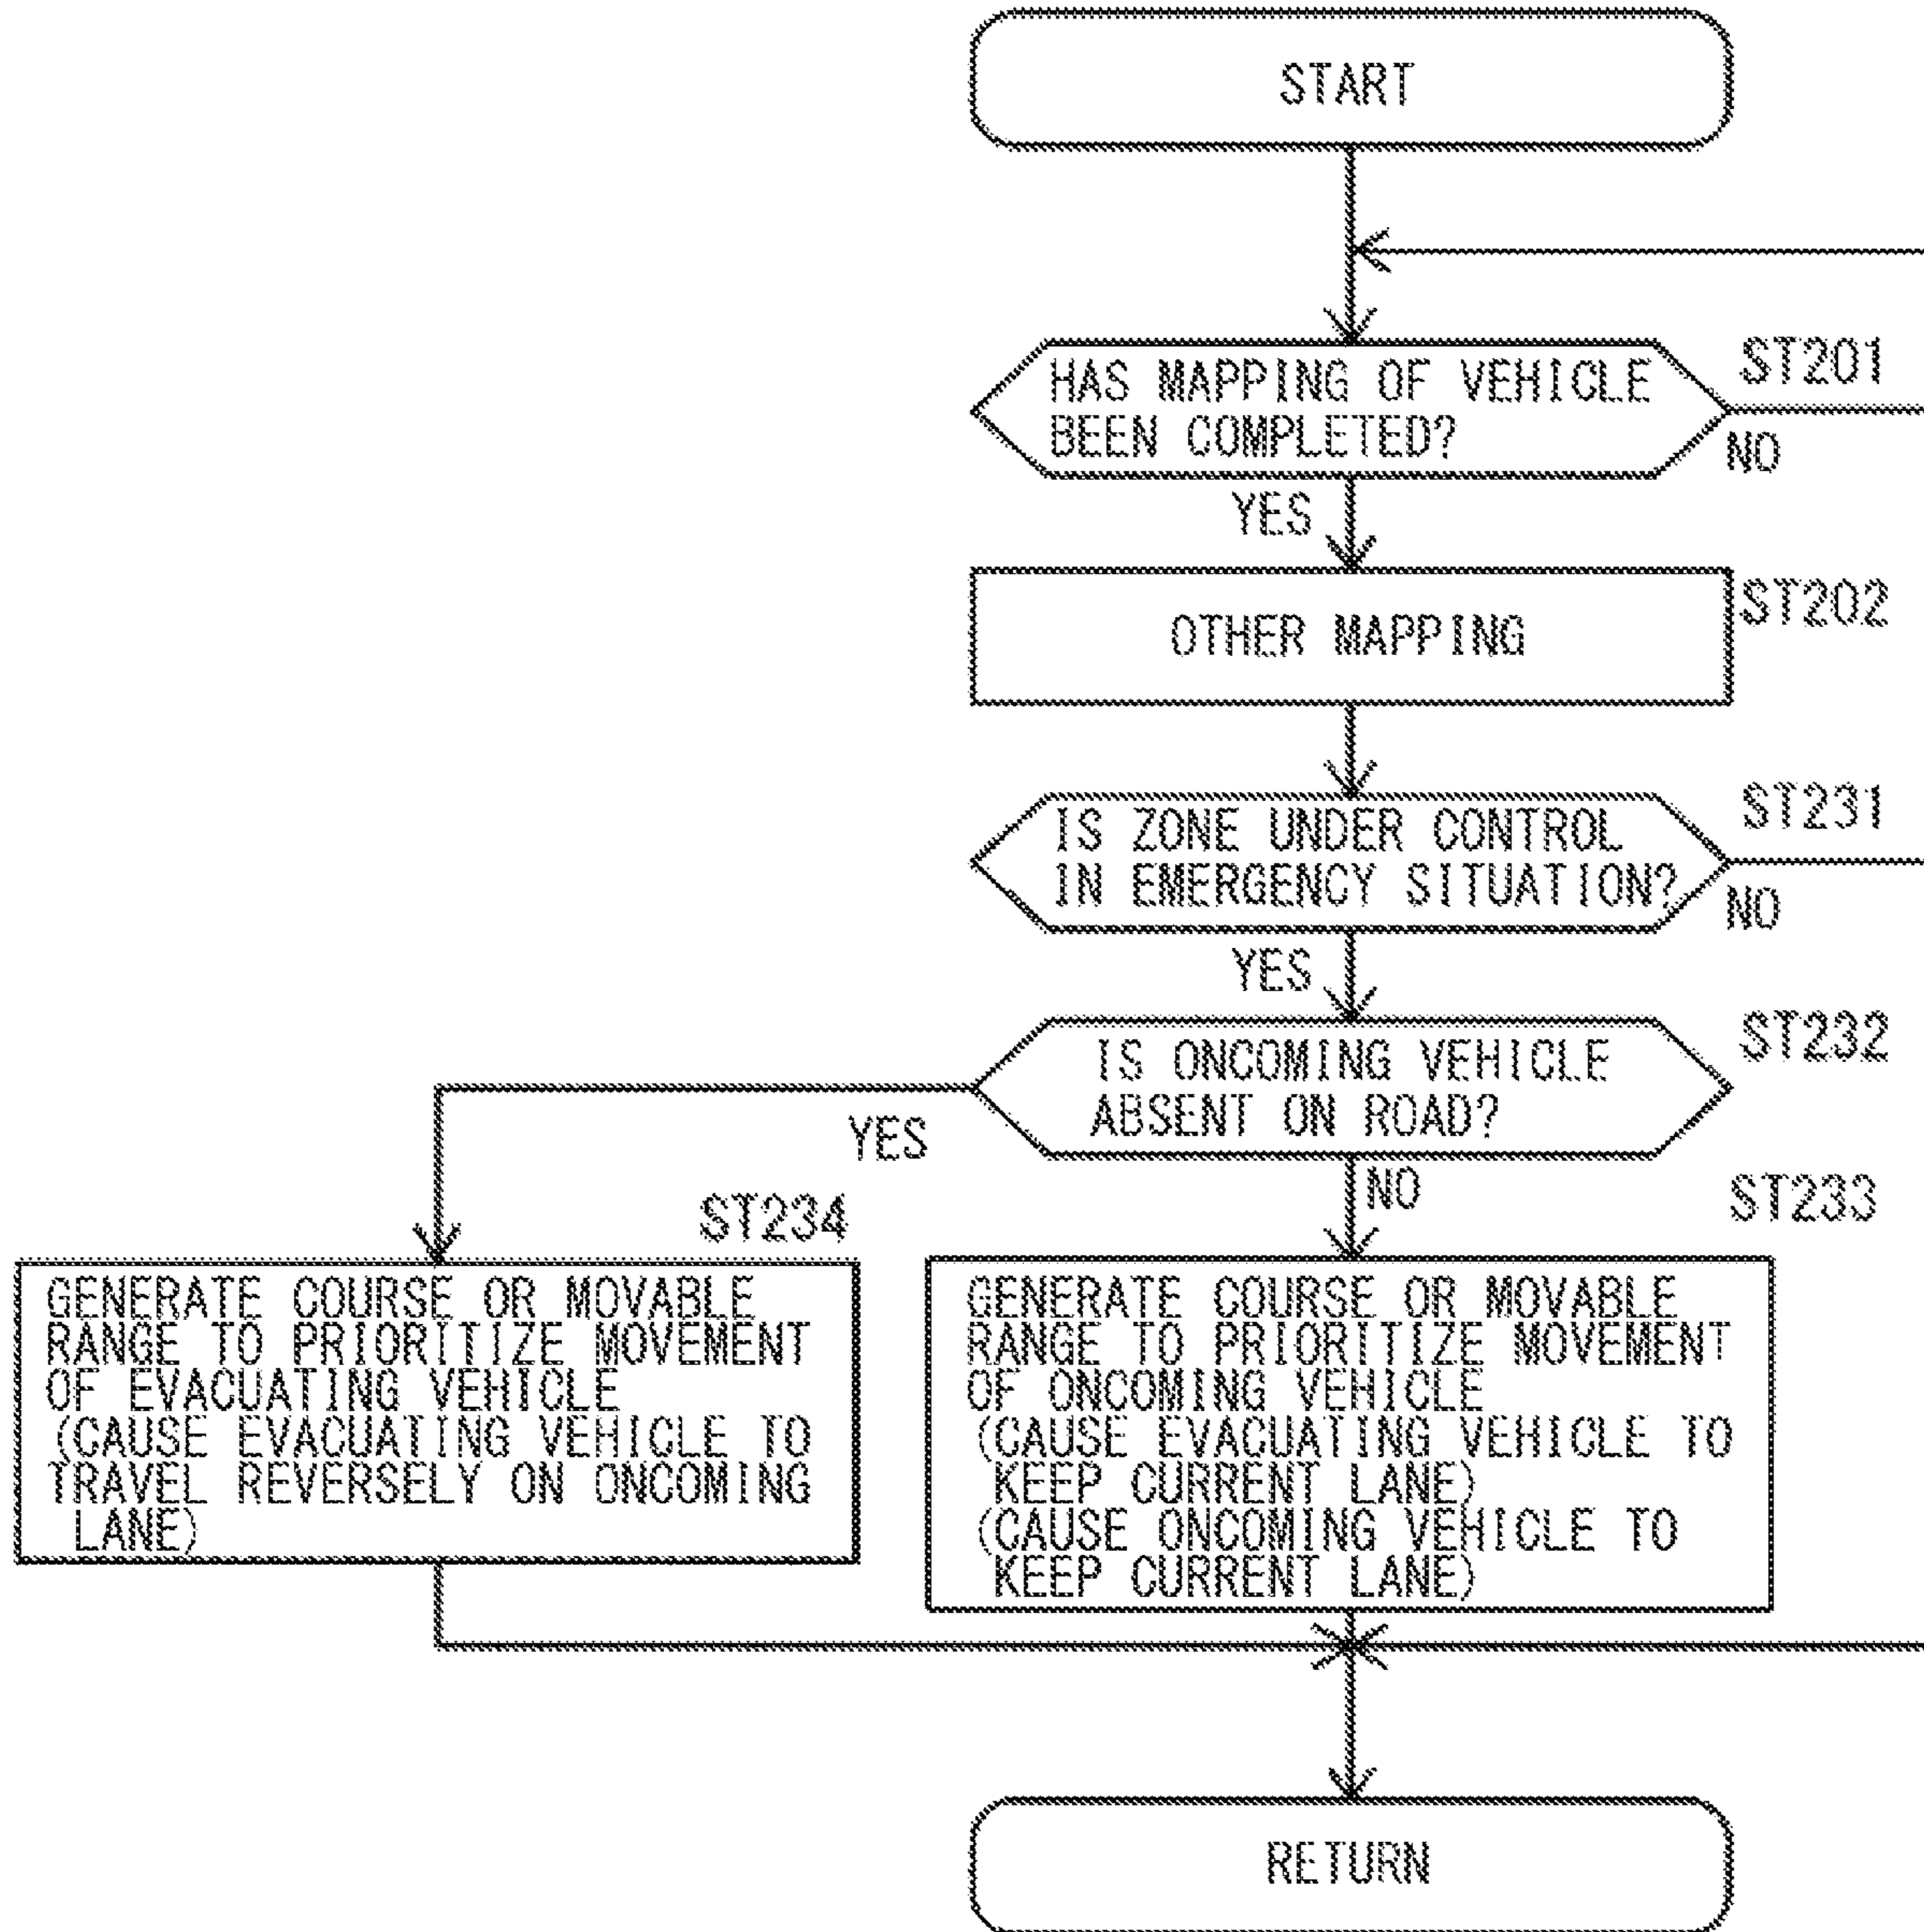 START
HAS MAPPING OF VEHICLE
BEEN COMPLETED?
ST201
NO
YES
OTHER MAPPING
ST202
IS ZONE UNDER CONTROL
IN EMERGENCY SITUATION?
ST231
NO
YES
IS ONCOMING VEHICLE
ABSENT ON ROAD?
ST232
YES
NO
ST234
GENERATE COURSE OR MOVABLE
RANGE TO PRIORITIZE MOVEMENT
OF EVACUATING VEHICLE
(CAUSE EVACUATING VEHICLE TO
TRAVEL REVERSELY ON ONCOMING
LANE)
ST233
GENERATE COURSE OR MOVABLE
RANGE TO PRIORITIZE MOVEMENT
OF ONCOMING VEHICLE
(CAUSE EVACUATING VEHICLE TO
KEEP CURRENT LANE)
(CAUSE ONCOMING VEHICLE TO
KEEP CURRENT LANE)
RETURN